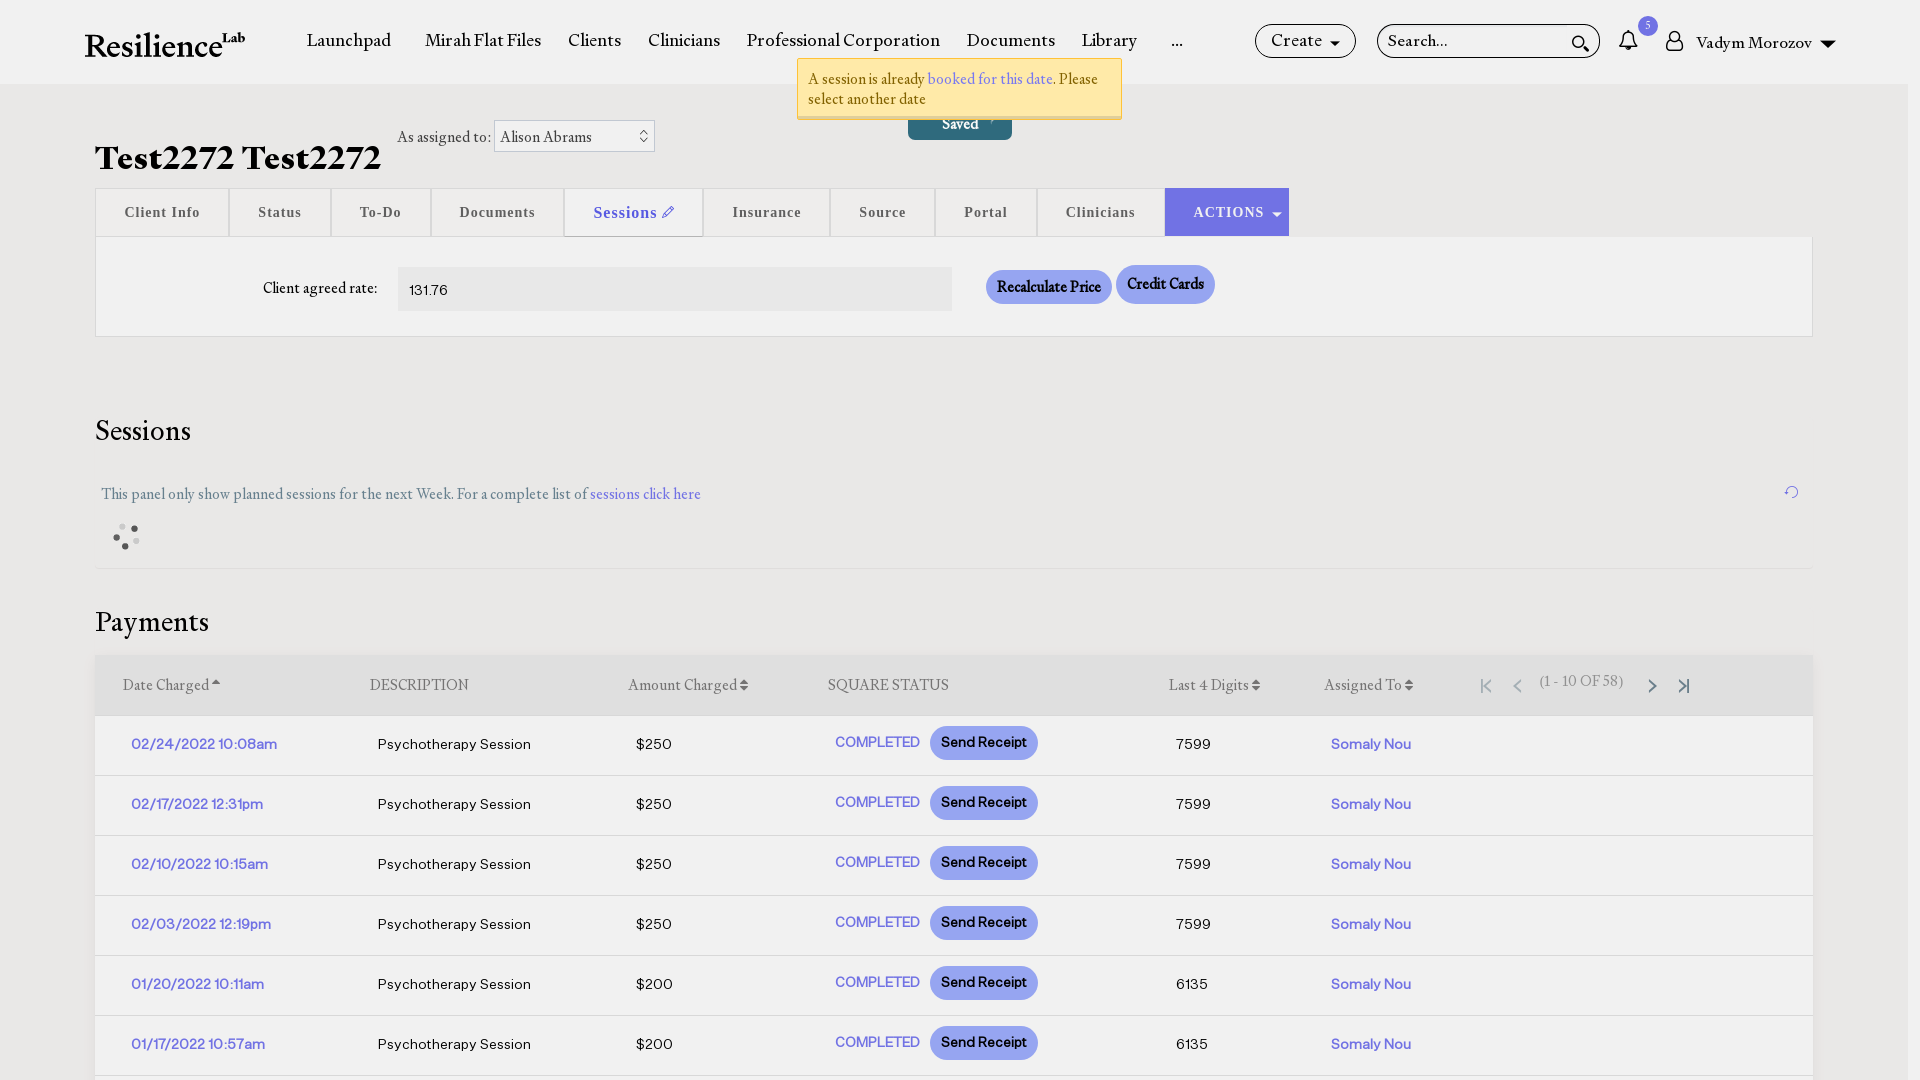 ResilienceLab
Launchpad
Mirah Flat Files
Clients
Clinicians
Professional Corporation
Documents
Library
...
Create
Search...
5
Vadym Morozov
A session is already booked for this date. Please
select another date
Saved
Test2272 Test2272
As assigned to: Alison Abrams
Client Info
Status
To-Do
Documents
Sessions
Insurance
Source
Portal
Clinicians
ACTIONS
Client agreed rate: 131.76
Recalculate Price
Credit Cards
Sessions
This panel only show planned sessions for the next Week. For a complete list of sessions click here
Payments
Date Charged DESCRIPTION Amount Charged SQUARE STATUS Last 4 Digits Assigned To (1 - 10 OF 58)
02/24/2022 10:08am Psychotherapy Session $250 COMPLETED Send Receipt 7599 Somaly Nou
02/17/2022 12:31pm Psychotherapy Session $250 COMPLETED Send Receipt 7599 Somaly Nou
02/10/2022 10:15am Psychotherapy Session $250 COMPLETED Send Receipt 7599 Somaly Nou
02/03/2022 12:19pm Psychotherapy Session $250 COMPLETED Send Receipt 7599 Somaly Nou
01/20/2022 10:11am Psychotherapy Session $200 COMPLETED Send Receipt 6135 Somaly Nou
01/17/2022 10:57am Psychotherapy Session $200 COMPLETED Send Receipt 6135 Somaly Nou